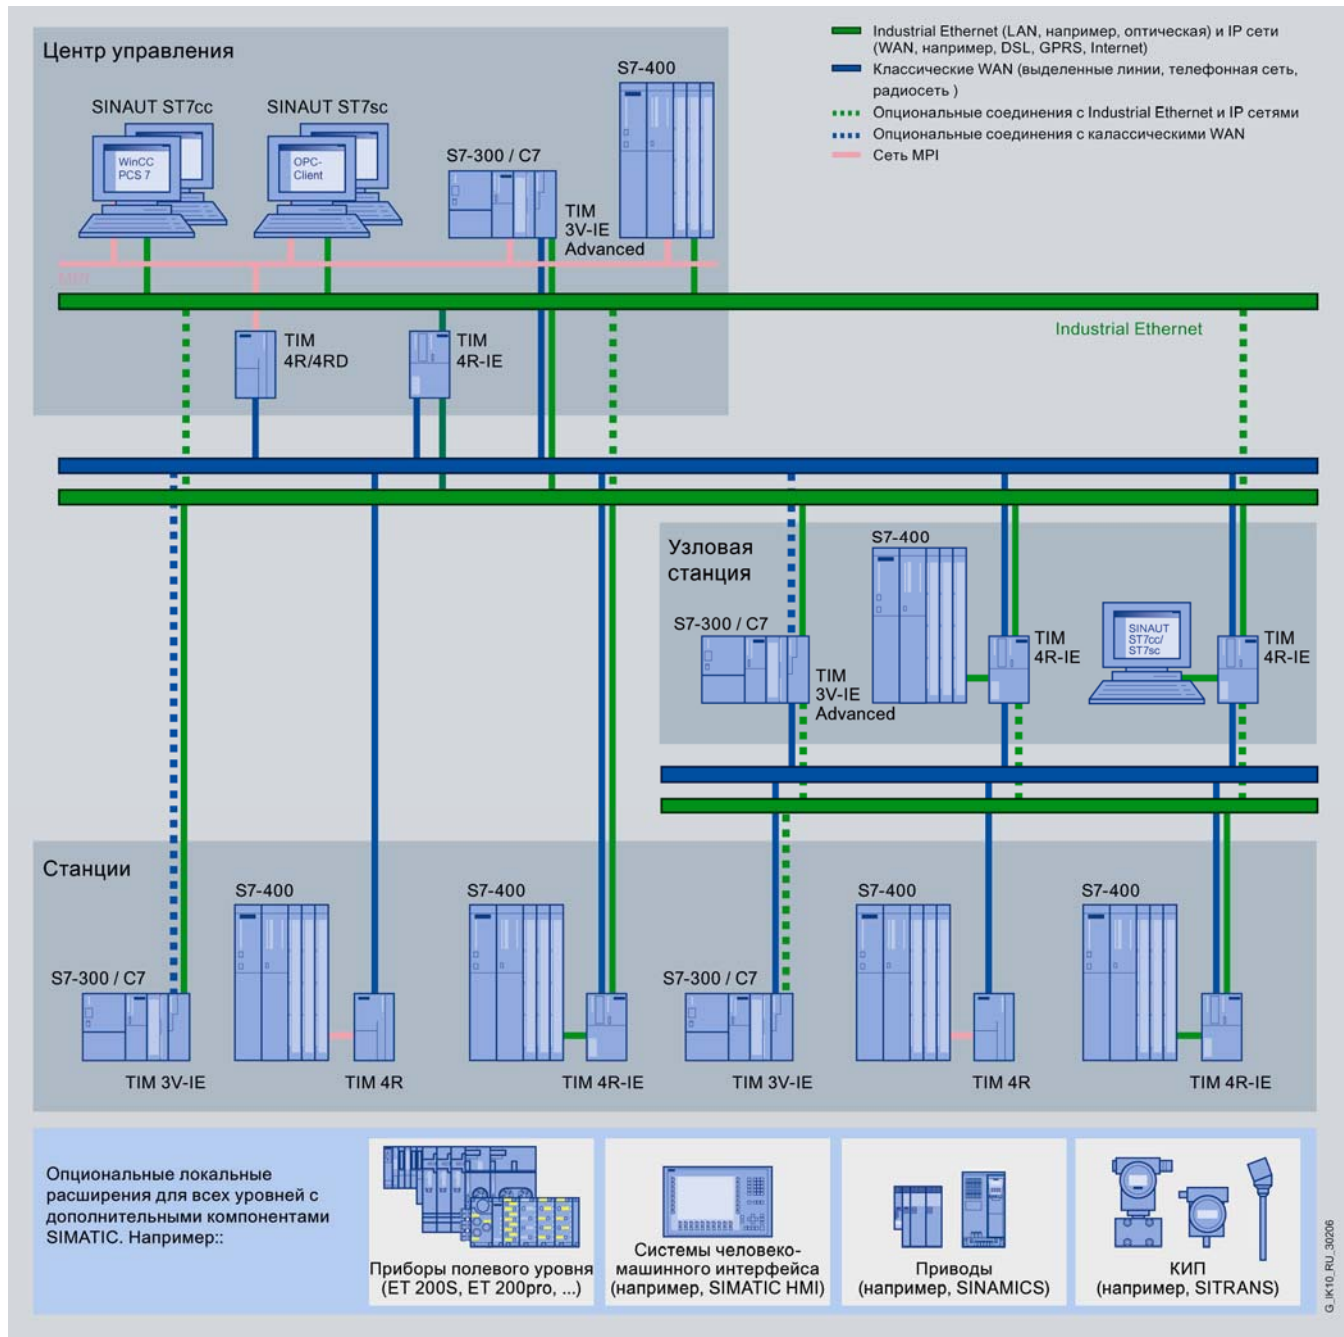 Центр управления
Industrial Ethernet (LAN, например, оптическая) и IP сети
(WAN, например, DSL, GPRS, Internet)
Классические WAN (выделенные линии, телефонная сеть,
радиосеть )
Опциональные соединения с Industrial Ethernet и IP сетями
Опциональные соединения с калассическими WAN
Сеть MPI
SINAUT ST7cc
SINAUT ST7sc
S7-300 / C7
S7-400
WinCC
PCS 7
OPC-
Client
TIM
3V-IE
Advanced
MPI
Industrial Ethernet
TIM
4R/4RD
TIM
4R-IE
Узловая
станция
S7-400
S7-300 / C7
TIM
3V-IE
Advanced
TIM
4R-IE
SINAUT
ST7cc/
ST7sc
TIM
4R-IE
Станции
S7-300 / C7
TIM 3V-IE
S7-400
TIM 4R
S7-400
TIM 4R-IE
S7-300 / C7
TIM 3V-IE
S7-400
TIM 4R
S7-400
TIM 4R-IE
Опциональные локальные
расширения для всех уровней с
дополнительными компонентами
SIMATIC. Например::
Приборы полевого уровня
(ET 200S, ET 200pro, ...)
Системы человеко-
машинного интерфейса
(например, SIMATIC HMI)
Приводы
(например, SINAMICS)
КИП
(например, SITRANS)
G_IK10_RU_30206